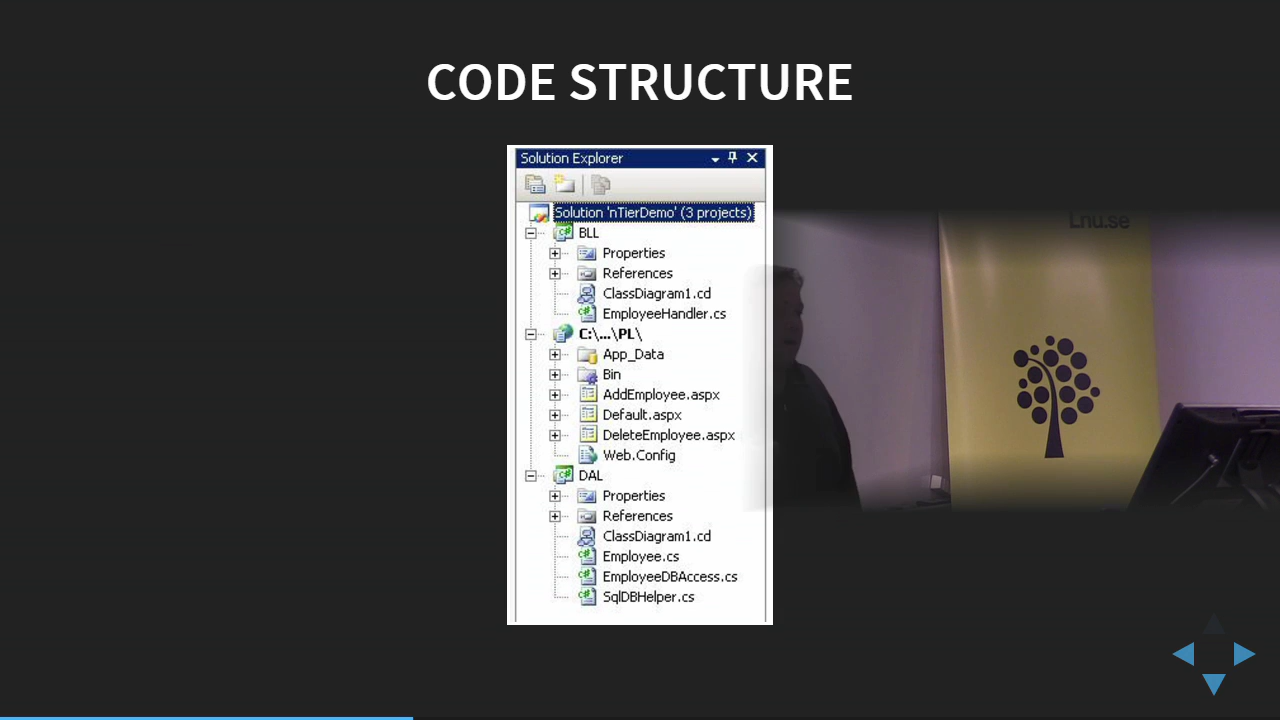 CODE STRUCTURE
Solution Explorer
Solution 'nTierDemo' (3 projects)
BLL
Properties
References
ClassDiagram1.cd
EmployeeHandler.cs
C:\...\PL\
App_Data
Bin
AddEmployee.aspx
Default.aspx
DeleteEmployee.aspx
Web.Config
DAL
Properties
References
ClassDiagram1.cd
Employee.cs
EmployeeDBAccess.cs
SqlDBHelper.cs
Lnu.se